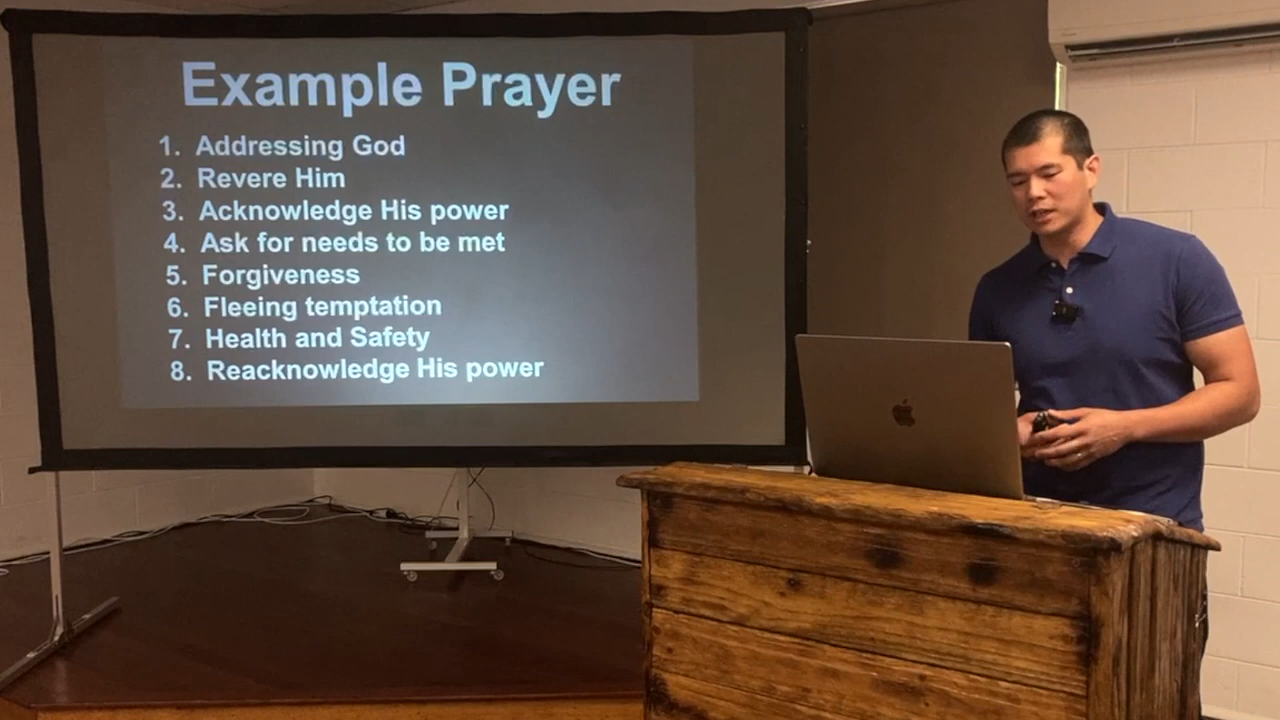 Example Prayer
1. Addressing God
2. Revere Him
3. Acknowledge His power
4. Ask for needs to be met
5. Forgiveness
6. Fleeing temptation
7. Health and Safety
8. Reacknowledge His power